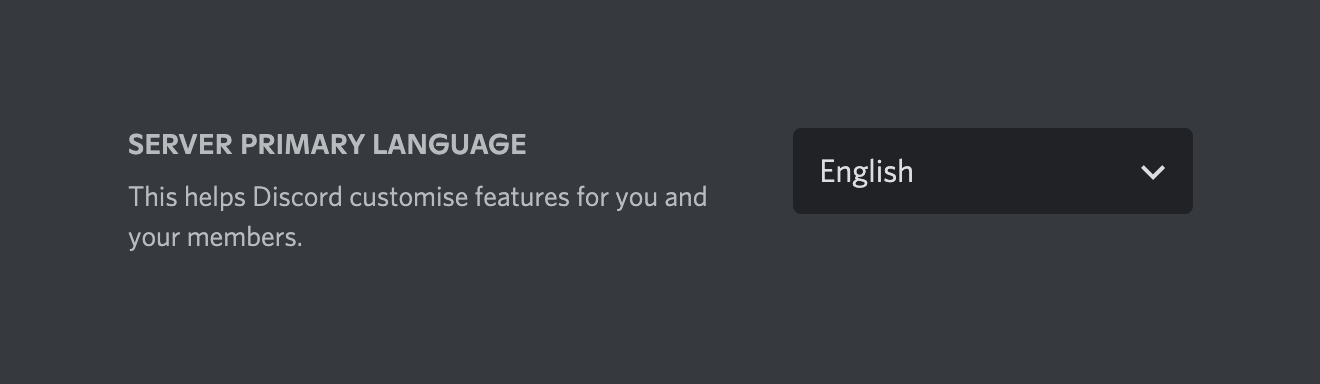 SERVER PRIMARY LANGUAGE
This helps Discord customise features for you and
your members.
English